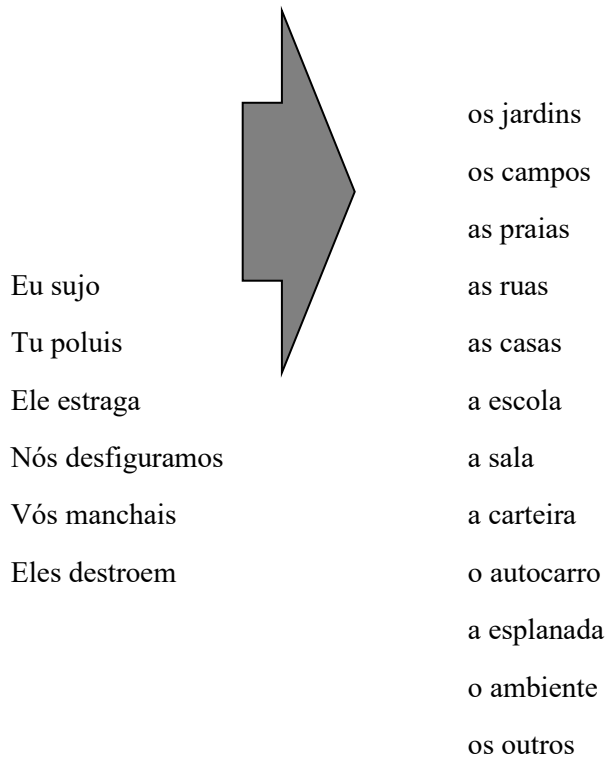 Eu sujo
Tu poluis
Ele estraga
Nós desfiguramos
Vós manchais
Eles destroem
os jardins
os campos
as praias
as ruas
as casas
a escola
a sala
a carteira
o autocarro
a esplanada
o ambiente
os outros